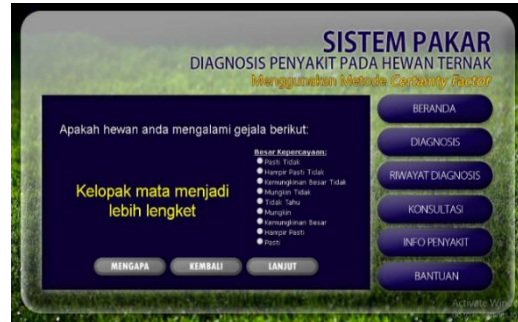 SISTEM PAKAR
DIAGNOSIS PENYAKIT PADA HEWAN TERNAK
Menggunakan Metode Certainty Factor
Apakah hewan anda mengalami gejala berikut:
Kelopak mata menjadi
lebih lengket
Besar Kepercayaan:
Pasti Tidak
Hampir Pasti Tidak
Kemungkinan Besar Tidak
Mungkin Tidak
Tidak Tahu
Mungkin
Kemungkinan Besar
Hampir Pasti
Pasti
MENGAPA
KEMBALI
LANJUT
BERANDA
DIAGNOSIS
RIWAYAT DIAGNOSIS
KONSULTASI
INFO PENYAKIT
BANTUAN
Activate Wind